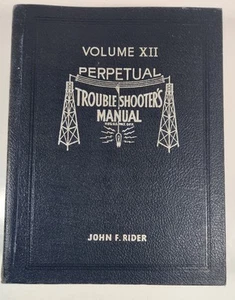 VOLUME XII
PERPETUAL
TROUBLE SHOOTER'S
MANUAL
JOHN F. RIDER